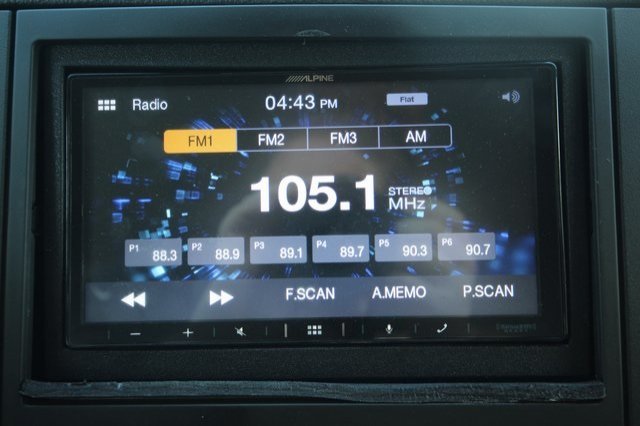 ALPINE
Radio 04:43 PM Flat
FM1 FM2 FM3 AM
105.1 STEREO
MHz
P1 88.3 P2 88.9 P3 89.1 P4 89.7 P5 90.3 P6 90.7
F.SCAN A.MEMO P.SCAN